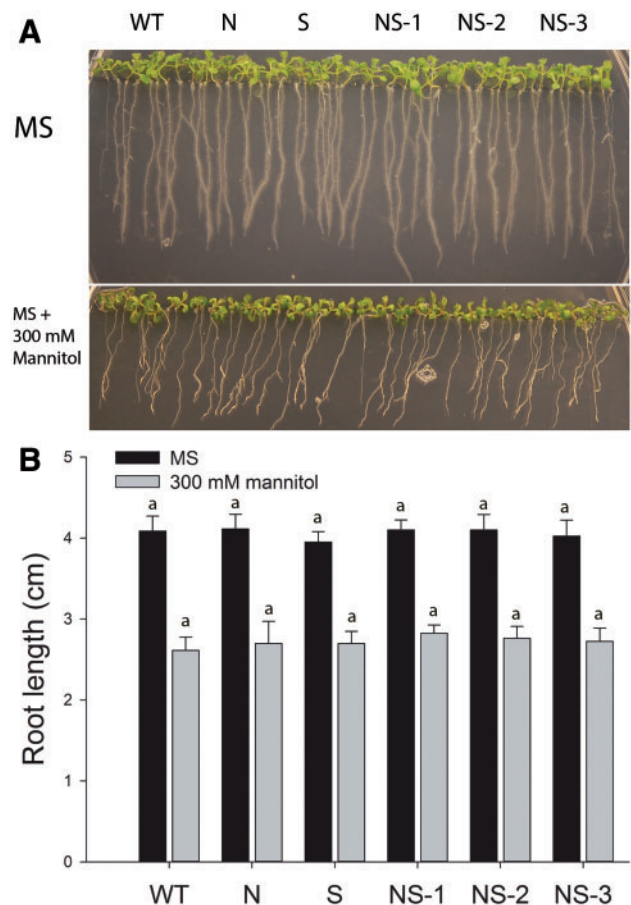 A
WT N S NS-1 NS-2 NS-3
MS
MS +
300 mM
Mannitol
B
MS
300 mM mannitol
5
4
3
2
1
0
Root length (cm)
a a a a a a
a a a a a a
WT N S NS-1 NS-2 NS-3